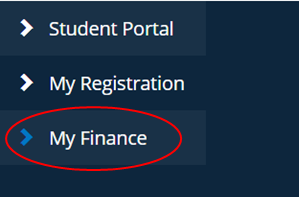 Student Portal
My Registration
My Finance